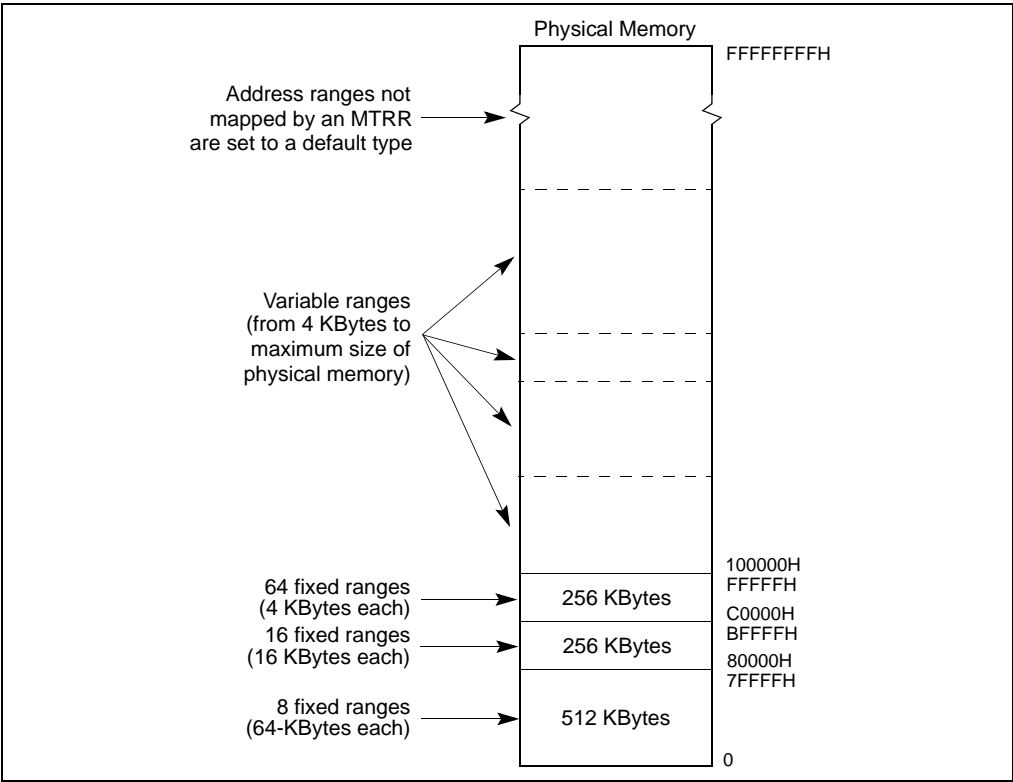 Physical Memory
FFFFFFFFH
Address ranges not
mapped by an MTRR
are set to a default type
Variable ranges
(from 4 KBytes to
maximum size of
physical memory)
100000H
FFFFFH
64 fixed ranges
(4 KBytes each)
256 KBytes
C0000H
BFFFFH
16 fixed ranges
(16 KBytes each)
256 KBytes
80000H
7FFFFH
8 fixed ranges
(64-KBytes each)
512 KBytes
0